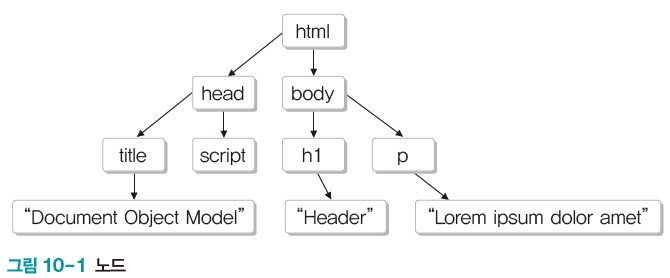 html
head
body
title
script
h1
p
“Document Object Model”
“Header”
“Lorem ipsum dolor amet”
그림 10-1 노드